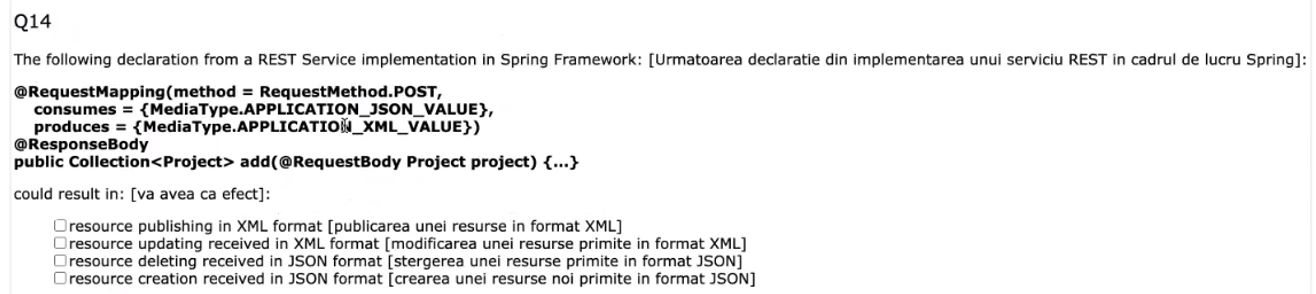 Q14
The following declaration from a REST Service implementation in Spring Framework: [Urmatoarea declaratie din implementarea unui serviciu REST in cadrul de lucru Spring]:
@RequestMapping(method = RequestMethod.POST,
consumes = {MediaType.APPLICATION_JSON_VALUE},
produces = {MediaType.APPLICATION_XML_VALUE})
@ResponseBody
public Collection<Project> add(@RequestBody Project project) {...}
could result in: [va avea ca efect]:
resource publishing in XML format [publicarea unei resurse in format XML]
resource updating received in XML format [modificarea unei resurse primite in format XML]
resource deleting received in JSON format [stergerea unei resurse primite in format JSON]
resource creation received in JSON format [crearea unei resurse noi primite in format JSON]